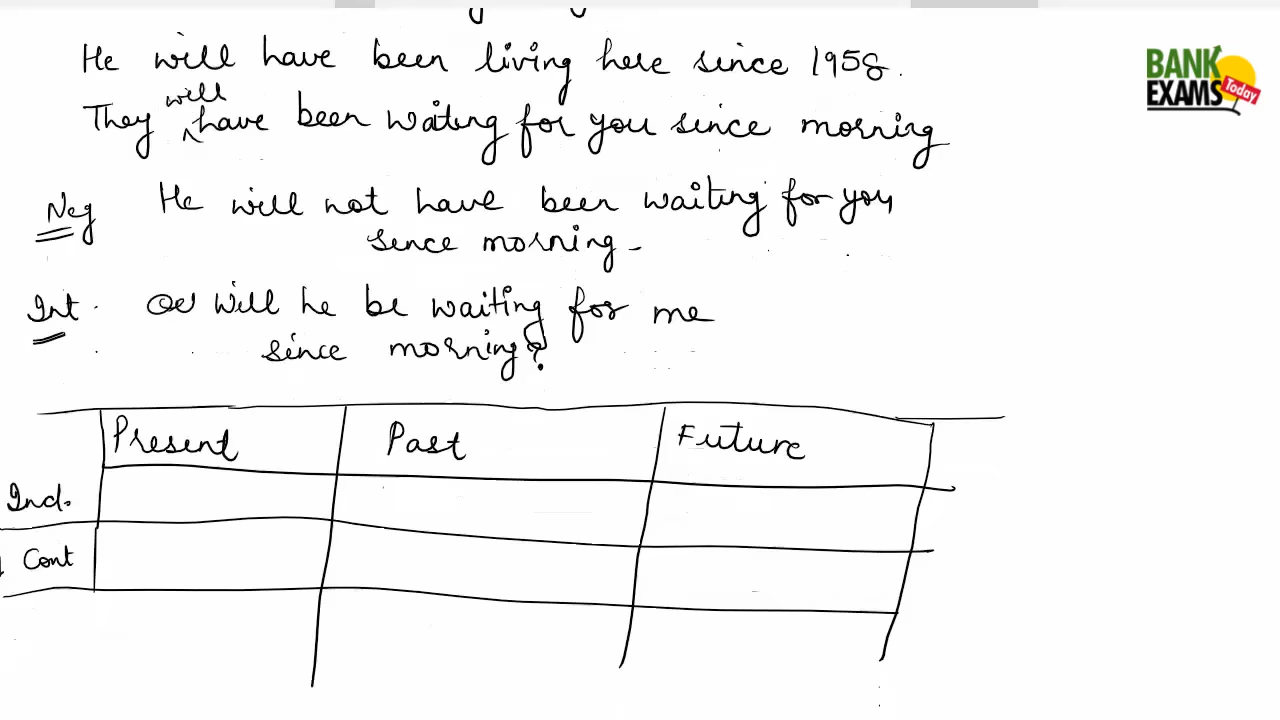 He will have been living here since 1958.
They will have been waiting for you since morning
Neg He will not have been waiting for you
sence morning -
Int. will he be waiting for me
since morning?
Present Past Future
Ind.
Cont
BANK
EXAMS Today